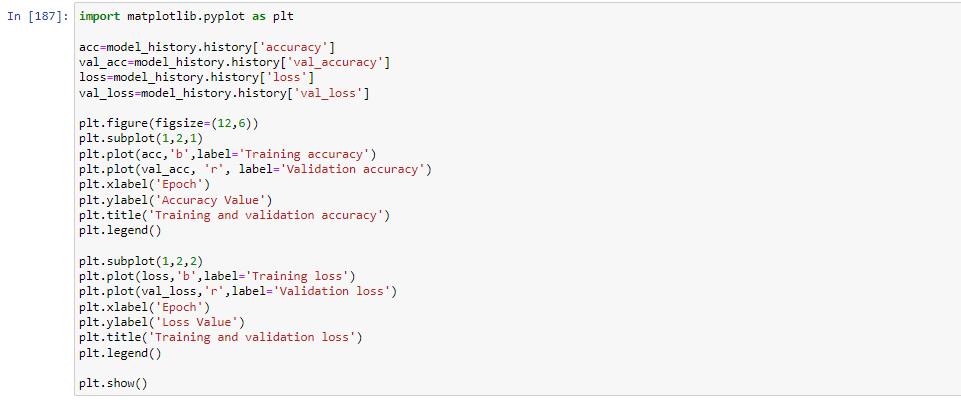 In [187]: import matplotlib.pyplot as plt
acc=model_history.history['accuracy']
val_acc=model_history.history['val_accuracy']
loss=model_history.history['loss']
val_loss=model_history.history['val_loss']
plt.figure(figsize=(12,6))
plt.subplot(1,2,1)
plt.plot(acc,'b',label='Training accuracy')
plt.plot(val_acc, 'r', label='Validation accuracy')
plt.xlabel('Epoch')
plt.ylabel('Accuracy Value')
plt.title('Training and validation accuracy')
plt.legend()
plt.subplot(1,2,2)
plt.plot(loss,'b',label='Training loss')
plt.plot(val_loss,'r',label='Validation loss')
plt.xlabel('Epoch')
plt.ylabel('Loss Value')
plt.title('Training and validation loss')
plt.legend()
plt.show()